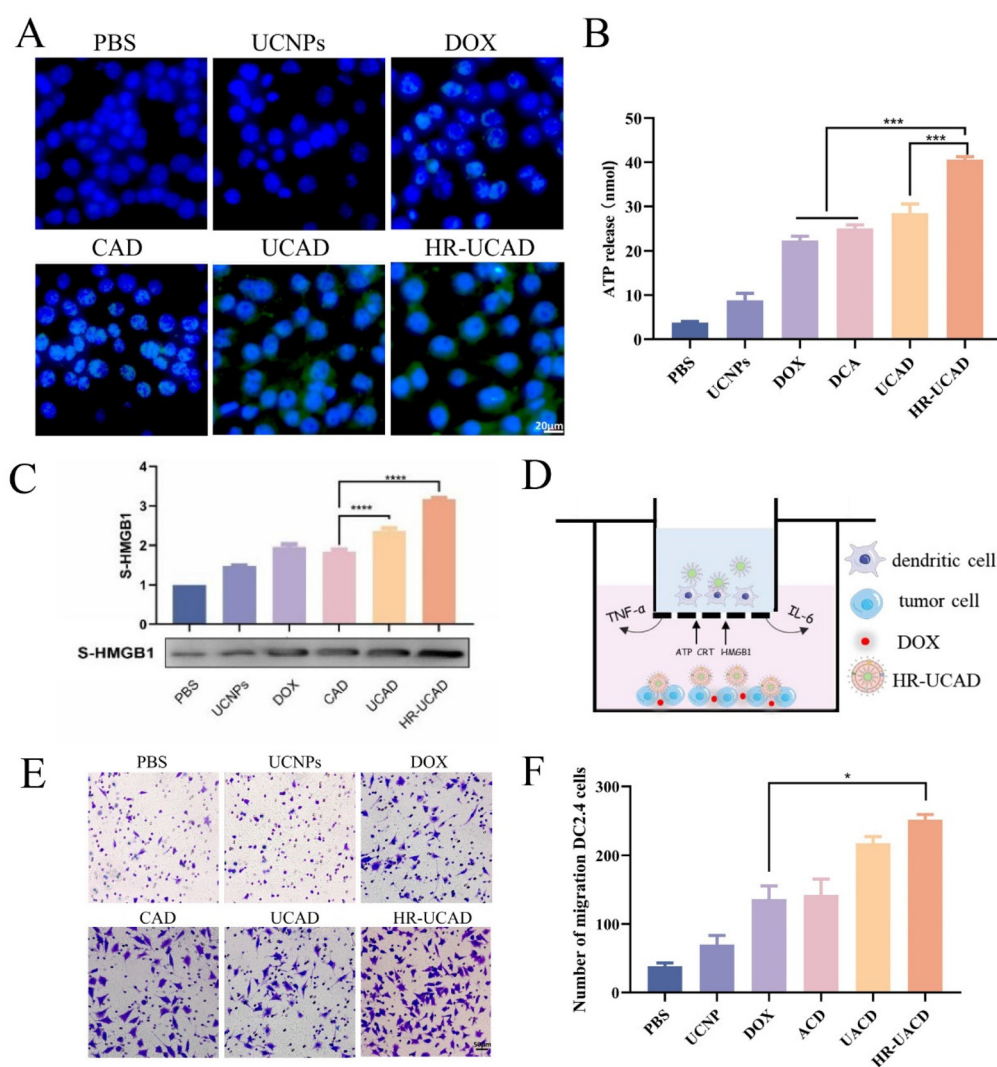 A
PBS
UCNPs
DOX
CAD
UCAD
HR-UCAD
20μm
B
ATP release (nmol)
50
40
30
20
10
0
***
***
PBS
UCNPs
DOX
DCA
UCAD
HR-UCAD
C
S-HMGB1
4
3
2
1
0
****
****
S-HMGB1
PBS
UCNPs
DOX
CAD
UCAD
HR-UCAD
D
TNF-α
IL-6
ATP CRT HMGB1
dendritic cell
tumor cell
DOX
HR-UCAD
E
PBS
UCNPs
DOX
CAD
UCAD
HR-UCAD
F
Number of migration DC2.4 cells
300
200
100
0
*
PBS
UCNP
DOX
ACD
UACD
HR-UACD